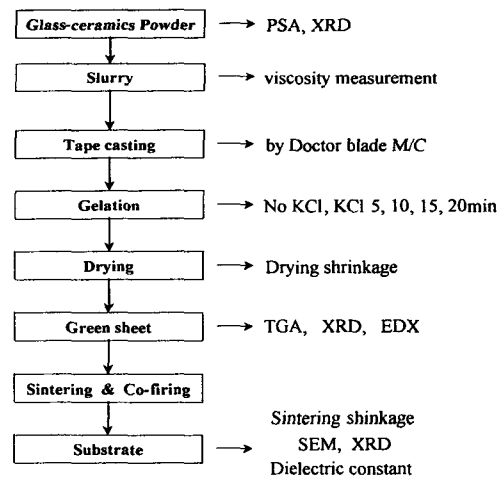 Glass-ceramics Powder PSA, XRD
Slurry viscosity measurement
Tape casting by Doctor blade M/C
Gelation No KCl, KCl 5, 10, 15, 20min
Drying Drying shrinkage
Green sheet TGA, XRD, EDX
Sintering & Co-firing
Sintering shinkage
Substrate SEM, XRD
Dielectric constant